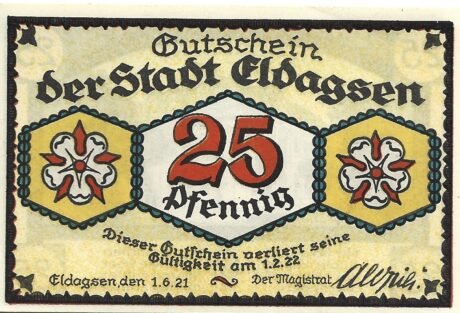 Gutschein
der Stadt Eldagsen
25
Pfennig
Dieser Gutschein verliert seine
Gültigkeit am 1.2.22
Eldagsen, den 1.6.21 Der Magistrat